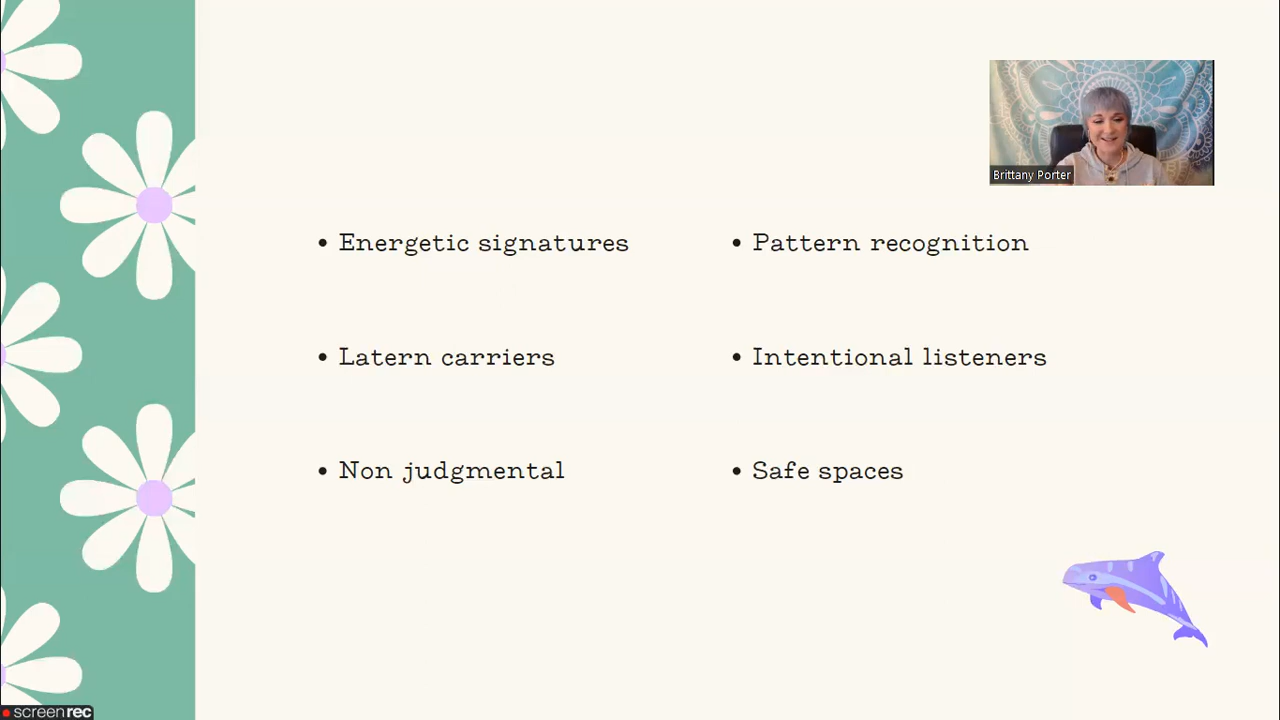 Brittany Porter
• Energetic signatures
• Pattern recognition
• Latern carriers
• Intentional listeners
• Non judgmental
• Safe spaces
screenrec